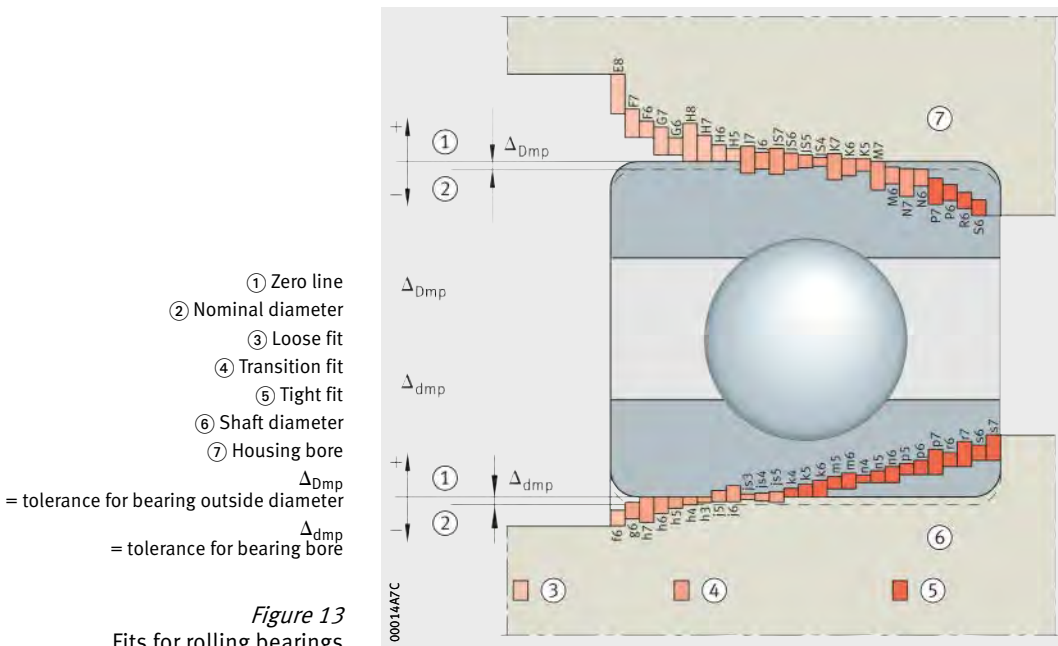 ① Zero line
② Nominal diameter
③ Loose fit
④ Transition fit
⑤ Tight fit
⑥ Shaft diameter
⑦ Housing bore
ΔDmp
= tolerance for bearing outside diameter
Δdmp
= tolerance for bearing bore
Figure 13
Fits for rolling bearings
E8
F7
F6
G7
G6
H8
H7
H6
H5
J7
J6
JS7
JS6
JS5
JS4
K7
K6
K5
M7
M6
N7
N6
P7
P6
R6
S6
⑦
+
①
ΔDmp
−
②
ΔDmp
Δdmp
+
①
Δdmp
−
②
f6
g6
h7
h6
h5
h4
h3
j5
j6
js3
js4
js5
k4
k5
k6
m5
m6
n4
n5
n6
p5
p6
p7
r6
r7
s6
s7
⑥
③
④
⑤
00014A7C